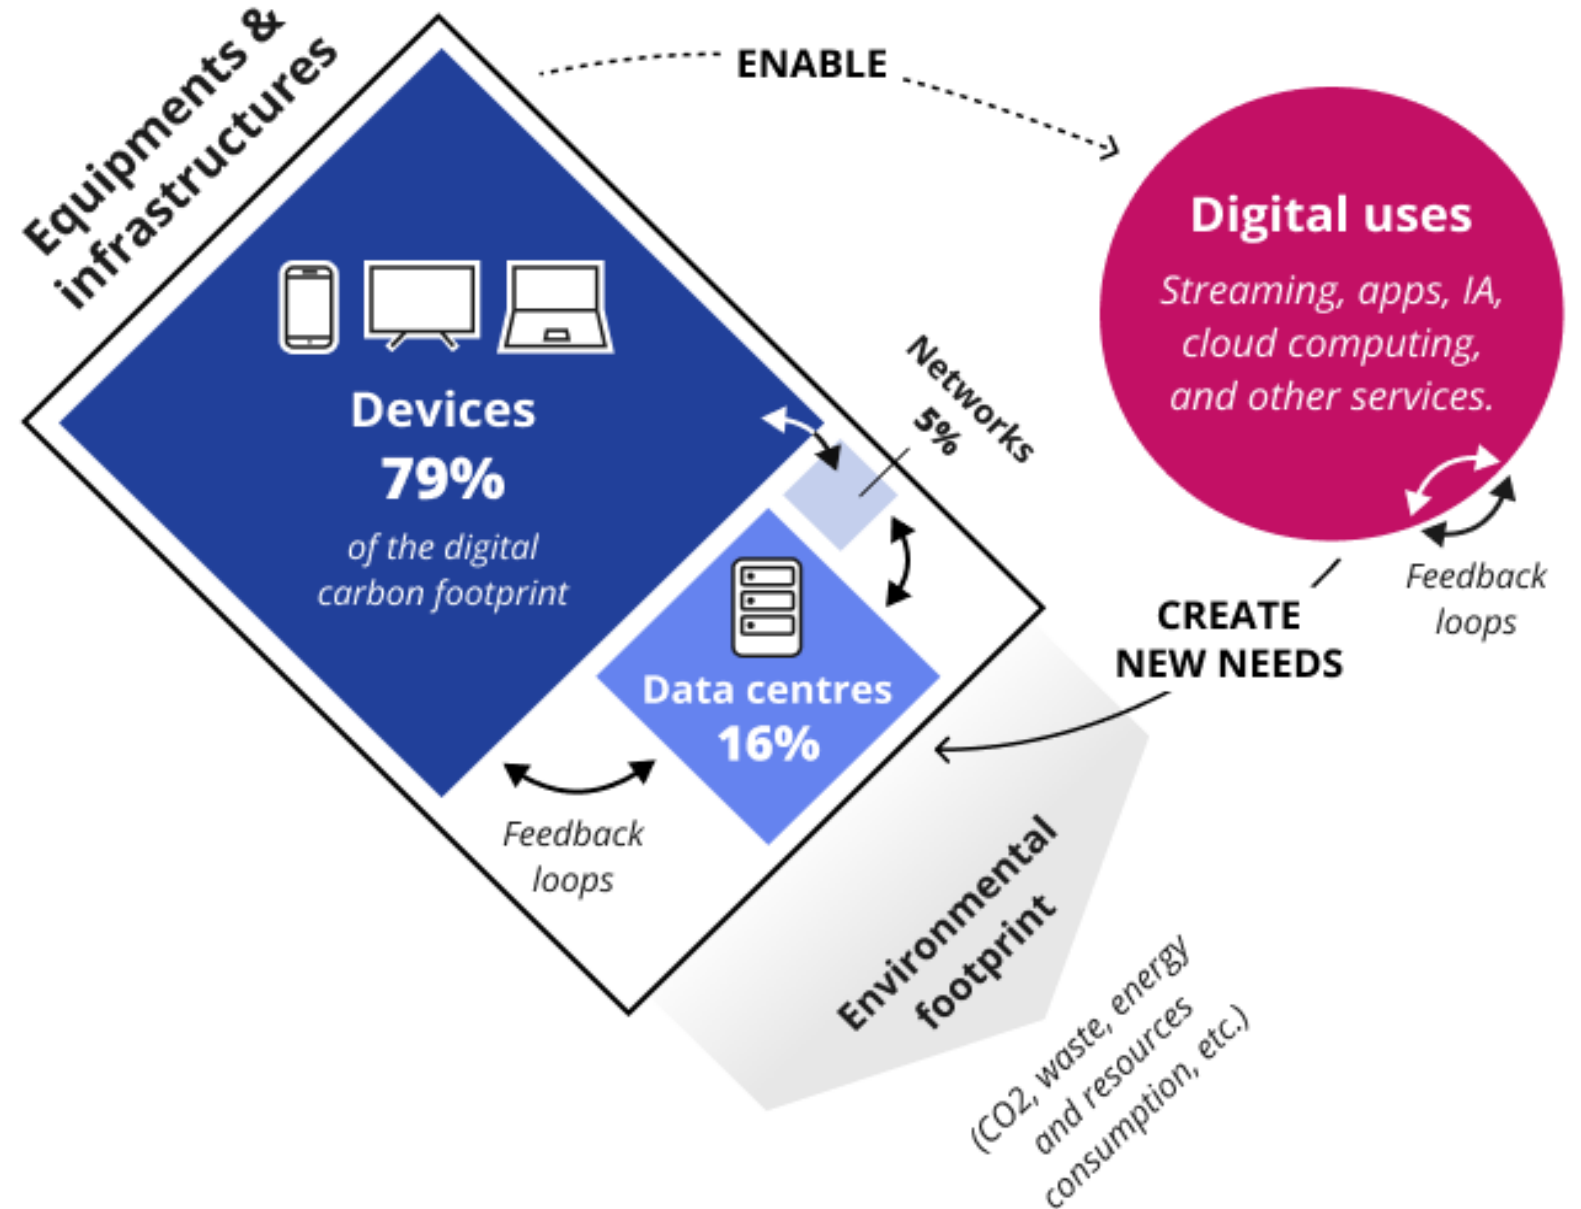 Equipments &
infrastructures
ENABLE
Digital uses
Streaming, apps, IA,
cloud computing,
and other services.
Devices
79%
of the digital
carbon footprint
Networks
5%
Data centres
16%
Feedback
loops
CREATE
NEW NEEDS
Feedback
loops
Environmental
footprint
(CO2, waste, energy
and resources
consumption, etc.)